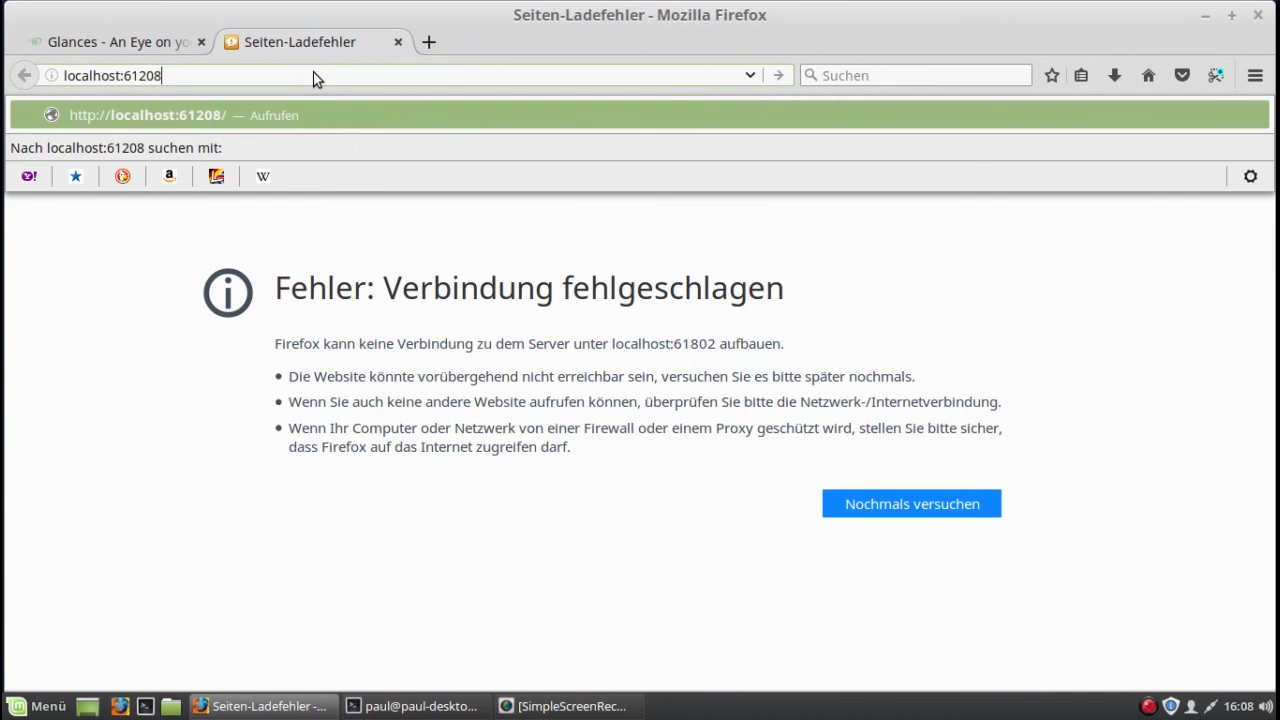 Seiten-Ladefehler - Mozilla Firefox
Glances - An Eye on yo
Seiten-Ladefehler
localhost:61208
Suchen
http://localhost:61208/ — Aufrufen
Nach localhost:61208 suchen mit:
Y!
a
W
Fehler: Verbindung fehlgeschlagen
Firefox kann keine Verbindung zu dem Server unter localhost:61802 aufbauen.
Die Website könnte vorübergehend nicht erreichbar sein, versuchen Sie es bitte später nochmals.
Wenn Sie auch keine andere Website aufrufen können, überprüfen Sie bitte die Netzwerk-/Internetverbindung.
Wenn Ihr Computer oder Netzwerk von einer Firewall oder einem Proxy geschützt wird, stellen Sie bitte sicher,
dass Firefox auf das Internet zugreifen darf.
Nochmals versuchen
Menü
Seiten-Ladefehler -...
paul@paul-deskto...
[SimpleScreenRec...
16:08